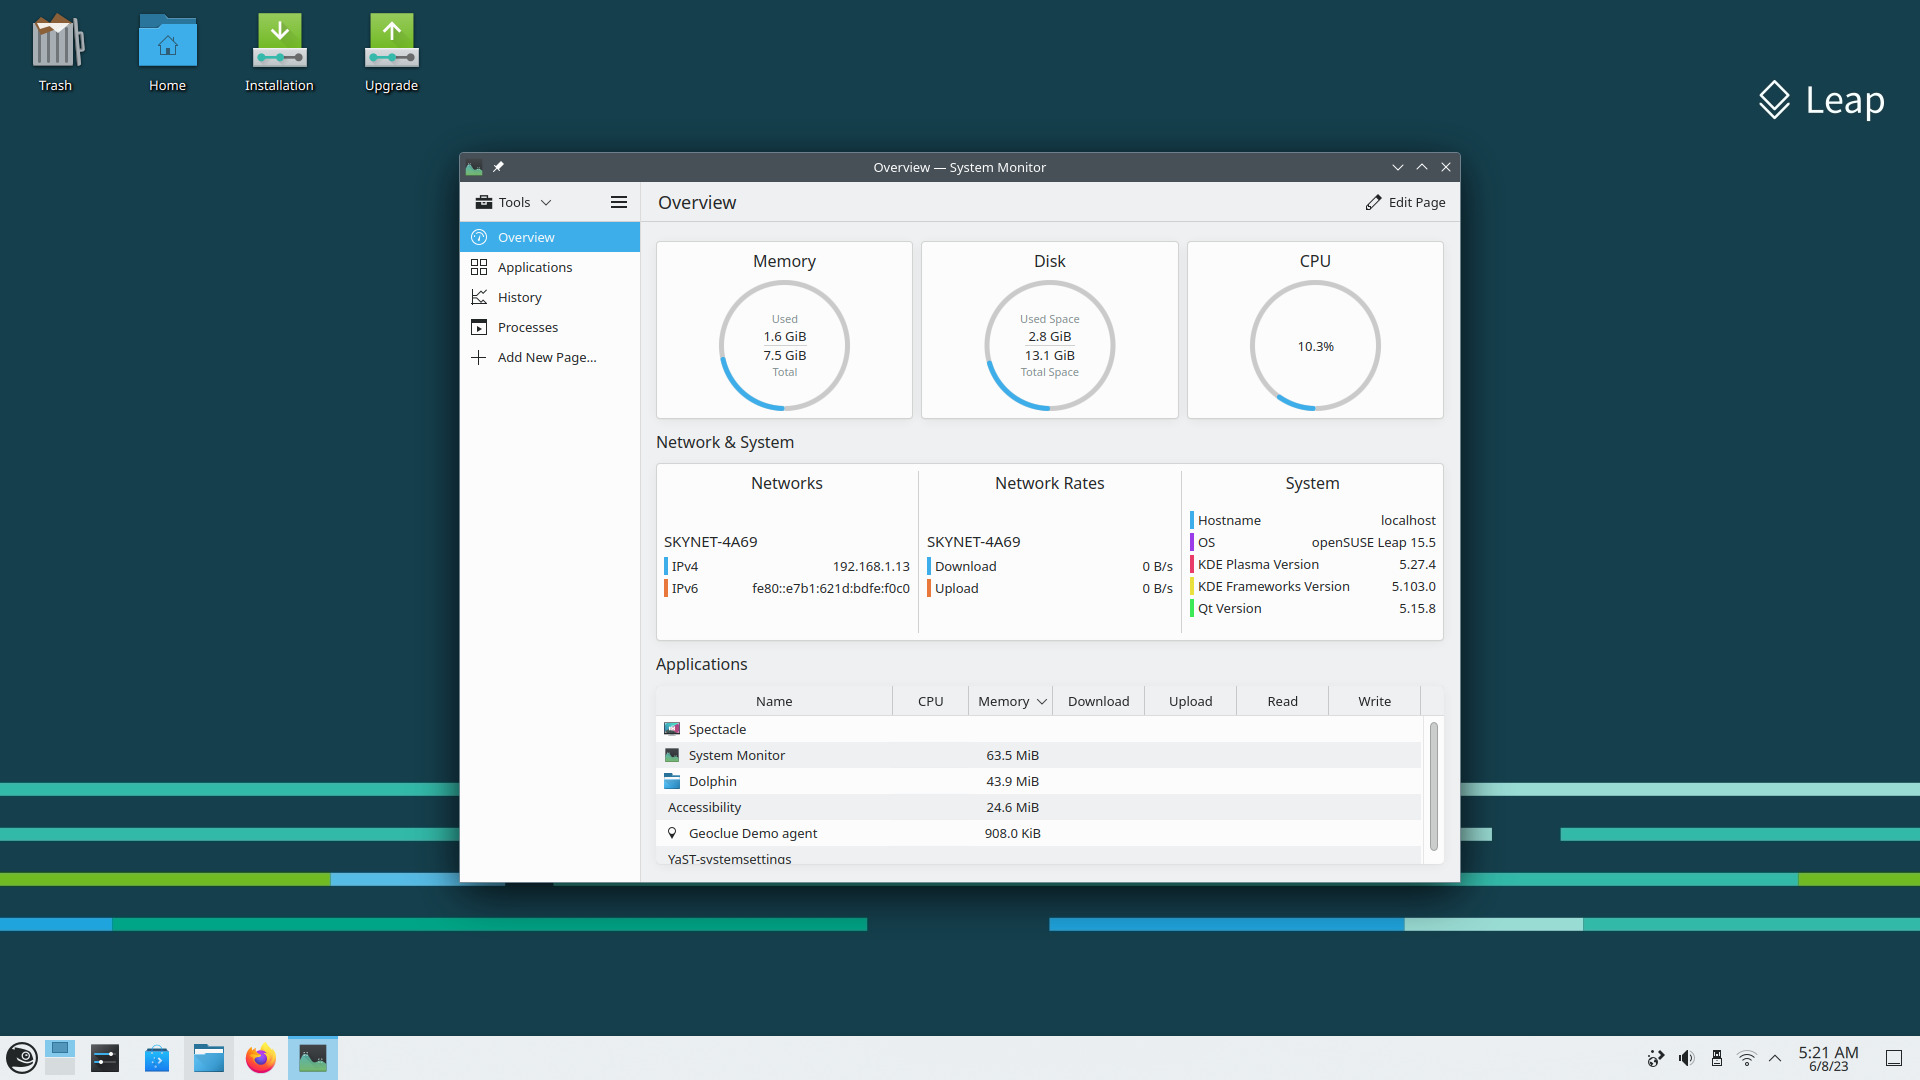 Trash
Home
Installation
Upgrade
Leap
Overview — System Monitor
Tools
Overview
Edit Page
Overview
Applications
History
Processes
Add New Page...
Memory
Used
1.6 GiB
7.5 GiB
Total
Disk
Used Space
2.8 GiB
13.1 GiB
Total Space
CPU
10.3%
Network & System
Networks
SKYNET-4A69
IPv4 192.168.1.13
IPv6 fe80::e7b1:621d:bdfe:f0c0
Network Rates
SKYNET-4A69
Download 0 B/s
Upload 0 B/s
System
Hostname localhost
OS openSUSE Leap 15.5
KDE Plasma Version 5.27.4
KDE Frameworks Version 5.103.0
Qt Version 5.15.8
Applications
Name CPU Memory Download Upload Read Write
Spectacle
System Monitor 63.5 MiB
Dolphin 43.9 MiB
Accessibility 24.6 MiB
Geoclue Demo agent 908.0 KiB
YaST-systemsettings
5:21 AM
6/8/23